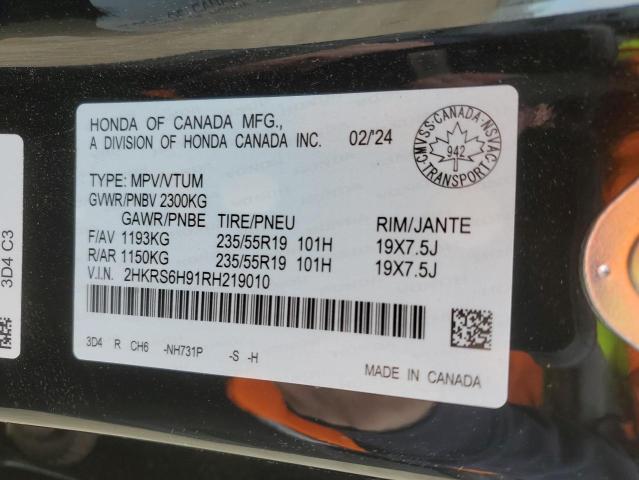 HONDA OF CANADA MFG.,
A DIVISION OF HONDA CANADA INC. 02/'24
CMVSS·CANADA·NSVAC
942
TRANSPORT
TYPE: MPV/VTUM
GVWR/PNBV 2300KG
GAWR/PNBE TIRE/PNEU RIM/JANTE
F/AV 1193KG 235/55R19 101H 19X7.5J
R/AR 1150KG 235/55R19 101H 19X7.5J
V.I.N. 2HKRS6H91RH219010
3D4 R CH6 -NH731P -S -H
MADE IN CANADA
3D4 C3